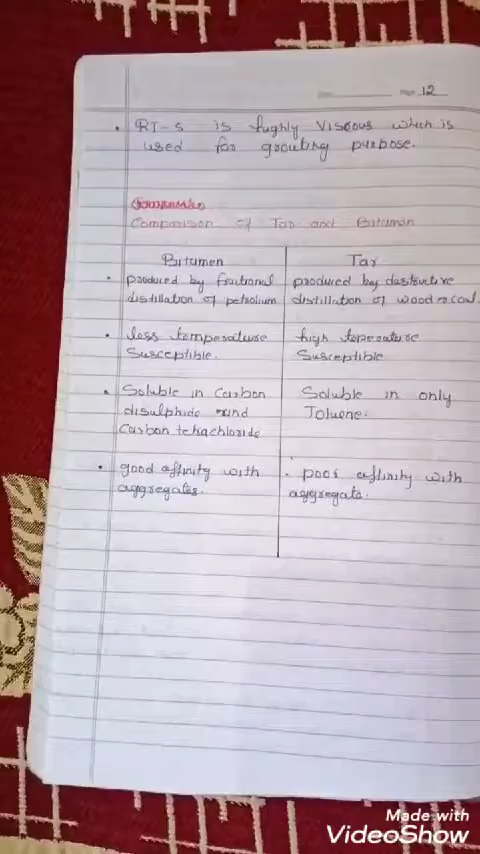 Page 12
• RT-5 is highly viscous which is
used for grouting purpose.
Comparison of Tar and Bitumen
Bitumen
Tar
• produced by fractional
distillation of petrolium
produced by destructive
distillation of wood or coal.
• less temperature
Susceptible.
high teperature
Susceptible
• Soluble in Carbon
disulphide and
Carbon tetrachloride
Soluble in only
Toluene.
• good affinity with
aggregates.
• poor affinity with
aggregate.
Made with
VideoShow